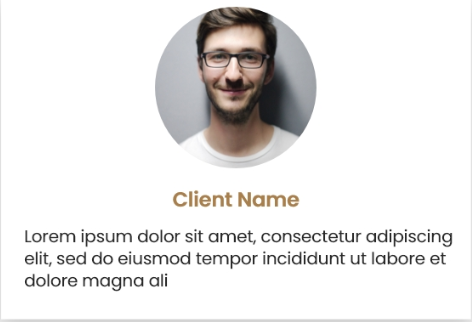 Client Name
Lorem ipsum dolor sit amet, consectetur adipiscing
elit, sed do eiusmod tempor incididunt ut labore et
dolore magna ali